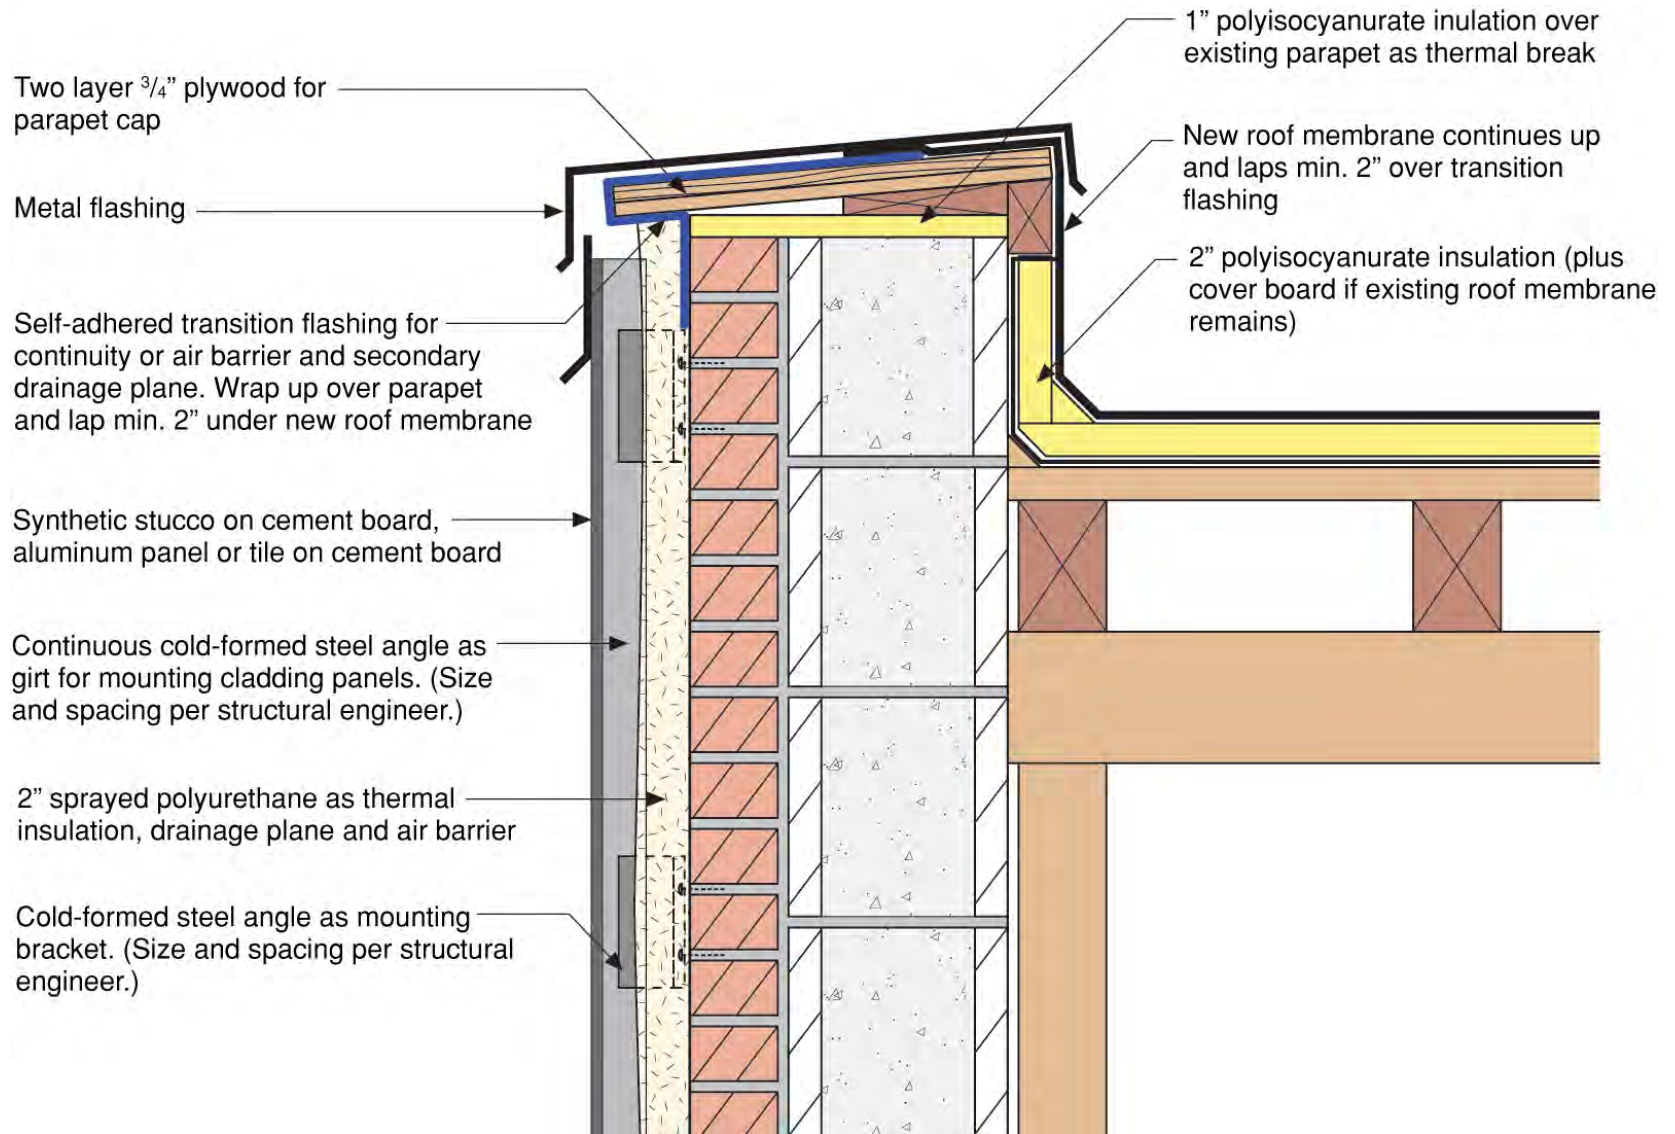 Two layer 3/4” plywood for
parapet cap
Metal flashing
Self-adhered transition flashing for
continuity or air barrier and secondary
drainage plane. Wrap up over parapet
and lap min. 2” under new roof membrane
Synthetic stucco on cement board,
aluminum panel or tile on cement board
Continuous cold-formed steel angle as
girt for mounting cladding panels. (Size
and spacing per structural engineer.)
2” sprayed polyurethane as thermal
insulation, drainage plane and air barrier
Cold-formed steel angle as mounting
bracket. (Size and spacing per structural
engineer.)
1” polyisocyanurate inulation over
existing parapet as thermal break
New roof membrane continues up
and laps min. 2” over transition
flashing
2” polyisocyanurate insulation (plus
cover board if existing roof membrane
remains)